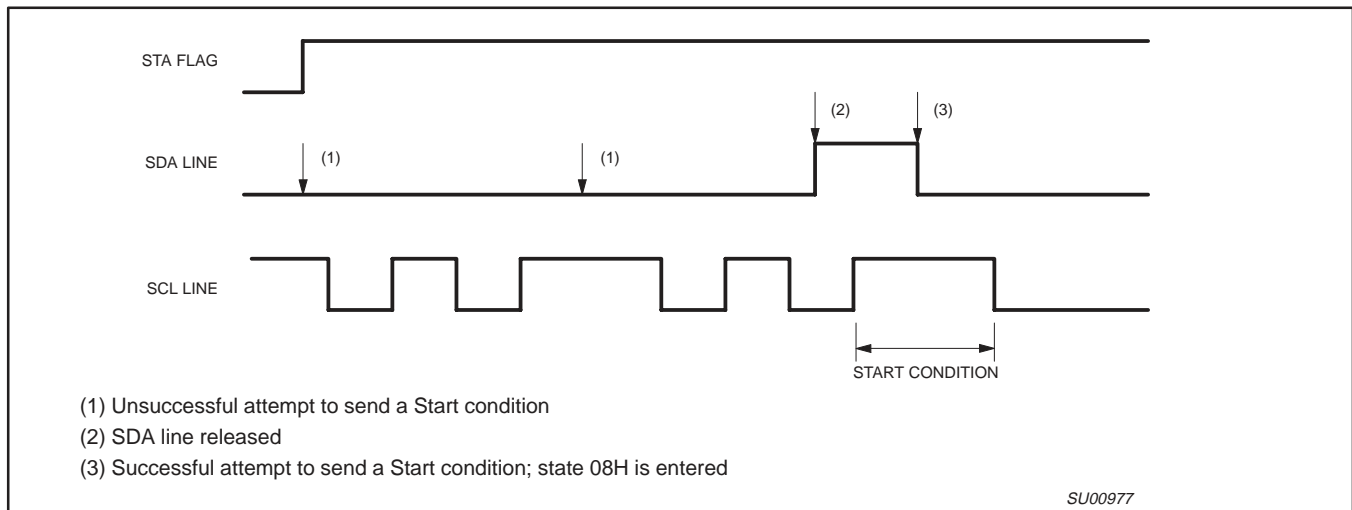 STA FLAG
(2)
(3)
SDA LINE
(1)
(1)
SCL LINE
START CONDITION
(1) Unsuccessful attempt to send a Start condition
(2) SDA line released
(3) Successful attempt to send a Start condition; state 08H is entered
SU00977